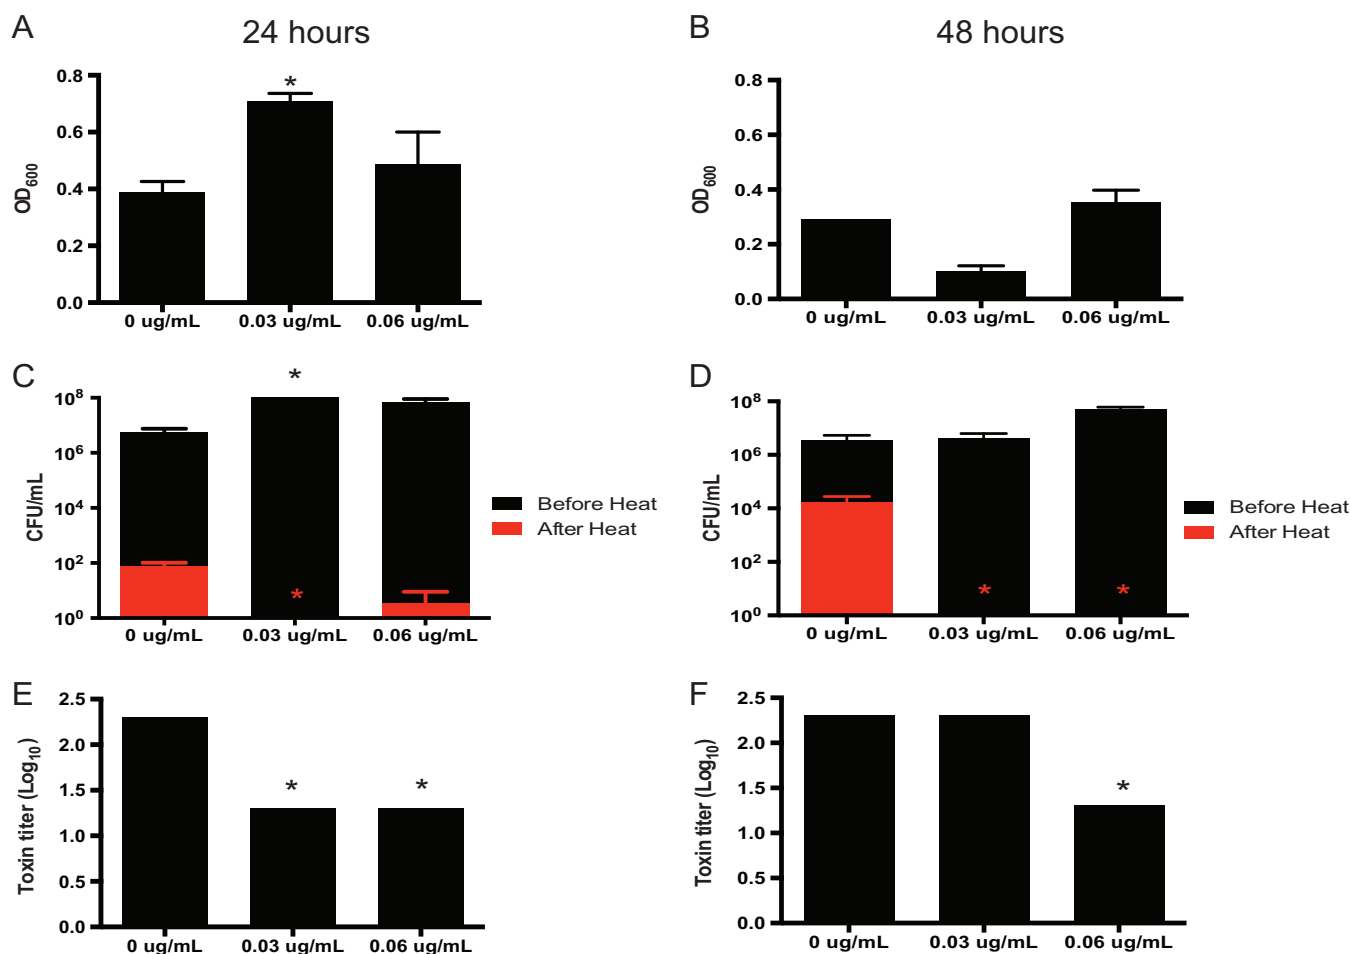 A
24 hours
B
48 hours
0.8
0.6
0.4
0.2
0.0
OD600
*
0 ug/mL
0.03 ug/mL
0.06 ug/mL
0.8
0.6
0.4
0.2
0.0
OD600
0 ug/mL
0.03 ug/mL
0.06 ug/mL
C
10^8
10^6
10^4
10^2
10^0
CFU/mL
*
*
0 ug/mL
0.03 ug/mL
0.06 ug/mL
Before Heat
After Heat
D
10^8
10^6
10^4
10^2
10^0
CFU/mL
* *
0 ug/mL
0.03 ug/mL
0.06 ug/mL
Before Heat
After Heat
E
2.5
2.0
1.5
1.0
0.5
0.0
Toxin titer (Log10)
* *
0 ug/mL
0.03 ug/mL
0.06 ug/mL
F
2.5
2.0
1.5
1.0
0.5
0.0
Toxin titer (Log10)
*
0 ug/mL
0.03 ug/mL
0.06 ug/mL